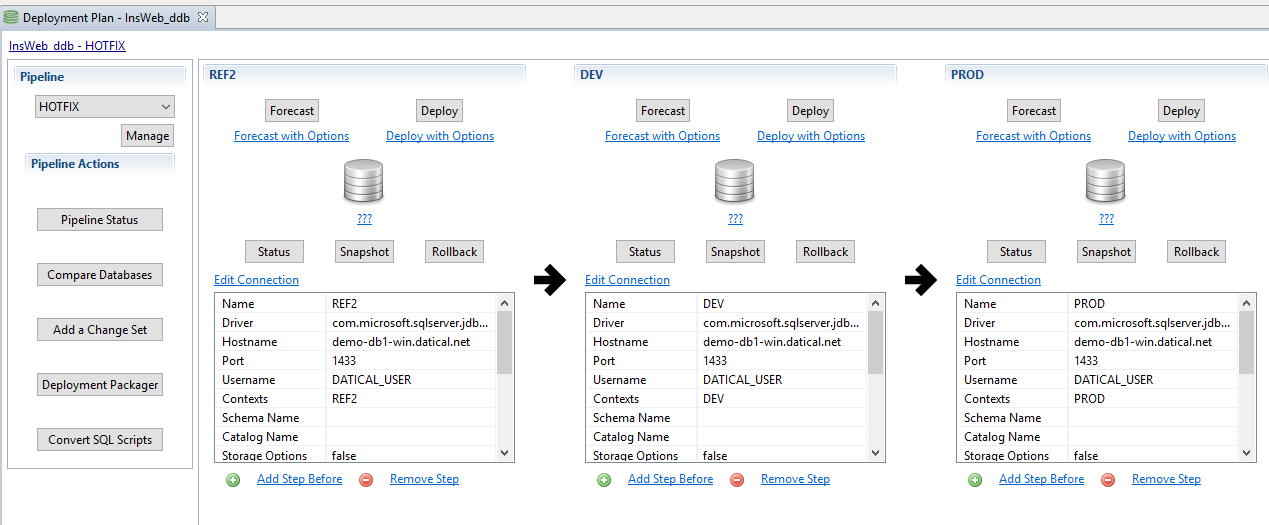 Deployment Plan - InsWeb_ddb
InsWeb_ddb - HOTFIX
Pipeline
HOTFIX
Manage
Pipeline Actions
Pipeline Status
Compare Databases
Add a Change Set
Deployment Packager
Convert SQL Scripts
REF2
Forecast Deploy
Forecast with Options Deploy with Options
???
Status Snapshot Rollback
Edit Connection
Name REF2
Driver com.microsoft.sqlserver.jdb...
Hostname demo-db1-win.datical.net
Port 1433
Username DATICAL_USER
Contexts REF2
Schema Name
Catalog Name
Storage Options false
Add Step Before Remove Step
DEV
Forecast Deploy
Forecast with Options Deploy with Options
???
Status Snapshot Rollback
Edit Connection
Name DEV
Driver com.microsoft.sqlserver.jdb...
Hostname demo-db1-win.datical.net
Port 1433
Username DATICAL_USER
Contexts DEV
Schema Name
Catalog Name
Storage Options false
Add Step Before Remove Step
PROD
Forecast Deploy
Forecast with Options Deploy with Options
???
Status Snapshot Rollback
Edit Connection
Name PROD
Driver com.microsoft.sqlserver.jdb...
Hostname demo-db1-win.datical.net
Port 1433
Username DATICAL_USER
Contexts PROD
Schema Name
Catalog Name
Storage Options false
Add Step Before Remove Step